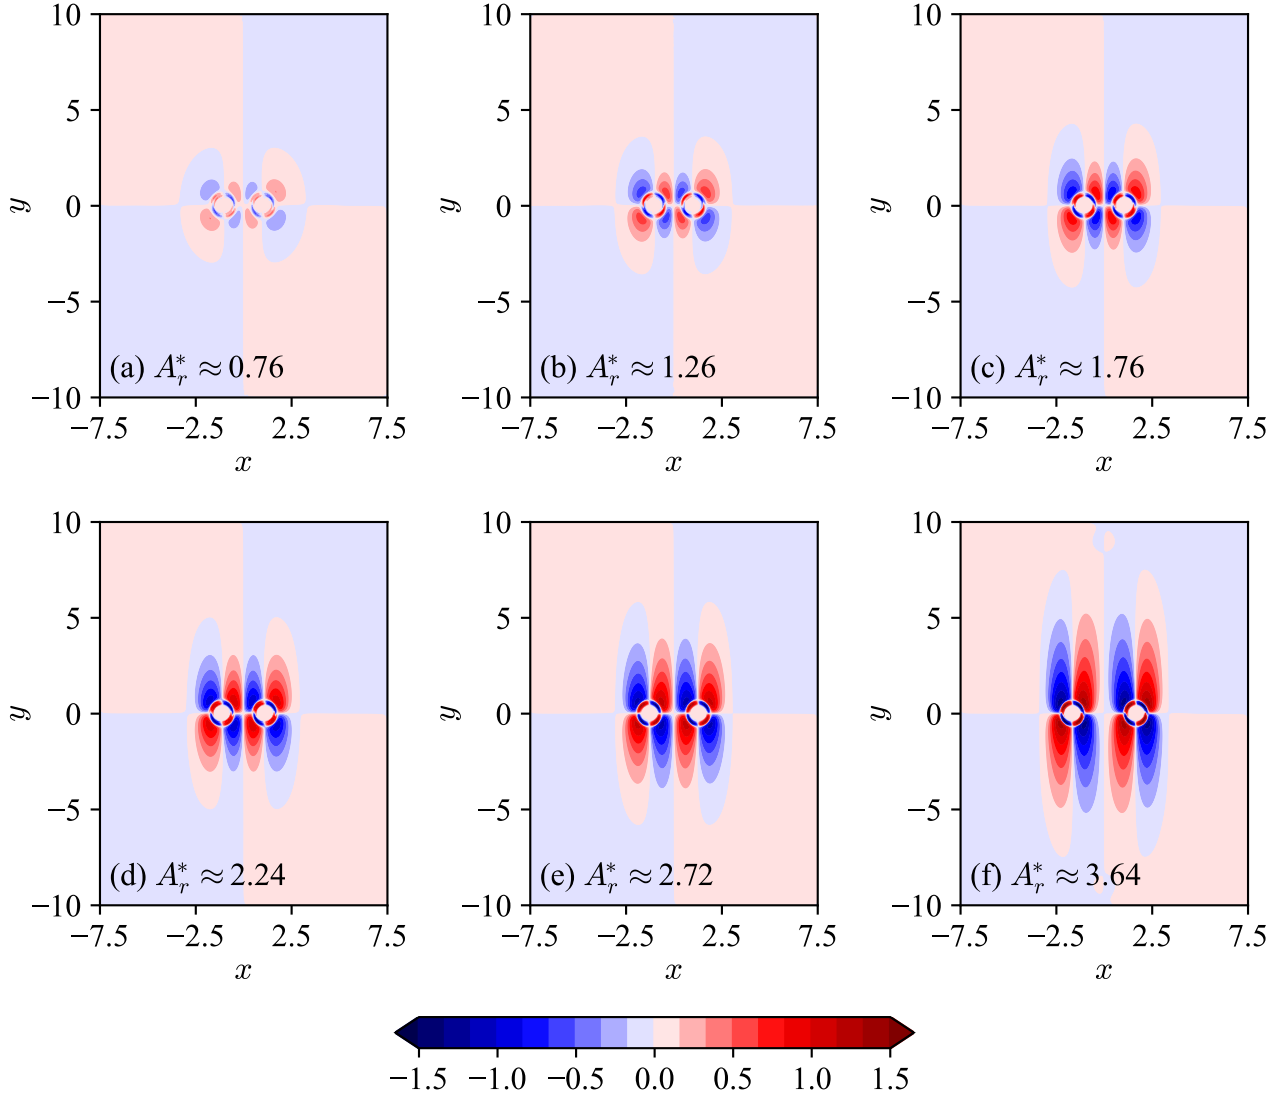 10
10
10
5
5
5
y
0
y
0
y
0
−5
−5
−5
(a) A*r ≈ 0.76
(b) A*r ≈ 1.26
(c) A*r ≈ 1.76
−10
−10
−10
−7.5 −2.5 2.5 7.5
−7.5 −2.5 2.5 7.5
−7.5 −2.5 2.5 7.5
x
x
x
10
10
10
5
5
5
y
0
y
0
y
0
−5
−5
−5
(d) A*r ≈ 2.24
(e) A*r ≈ 2.72
(f) A*r ≈ 3.64
−10
−10
−10
−7.5 −2.5 2.5 7.5
−7.5 −2.5 2.5 7.5
−7.5 −2.5 2.5 7.5
x
x
x
−1.5 −1.0 −0.5 0.0 0.5 1.0 1.5